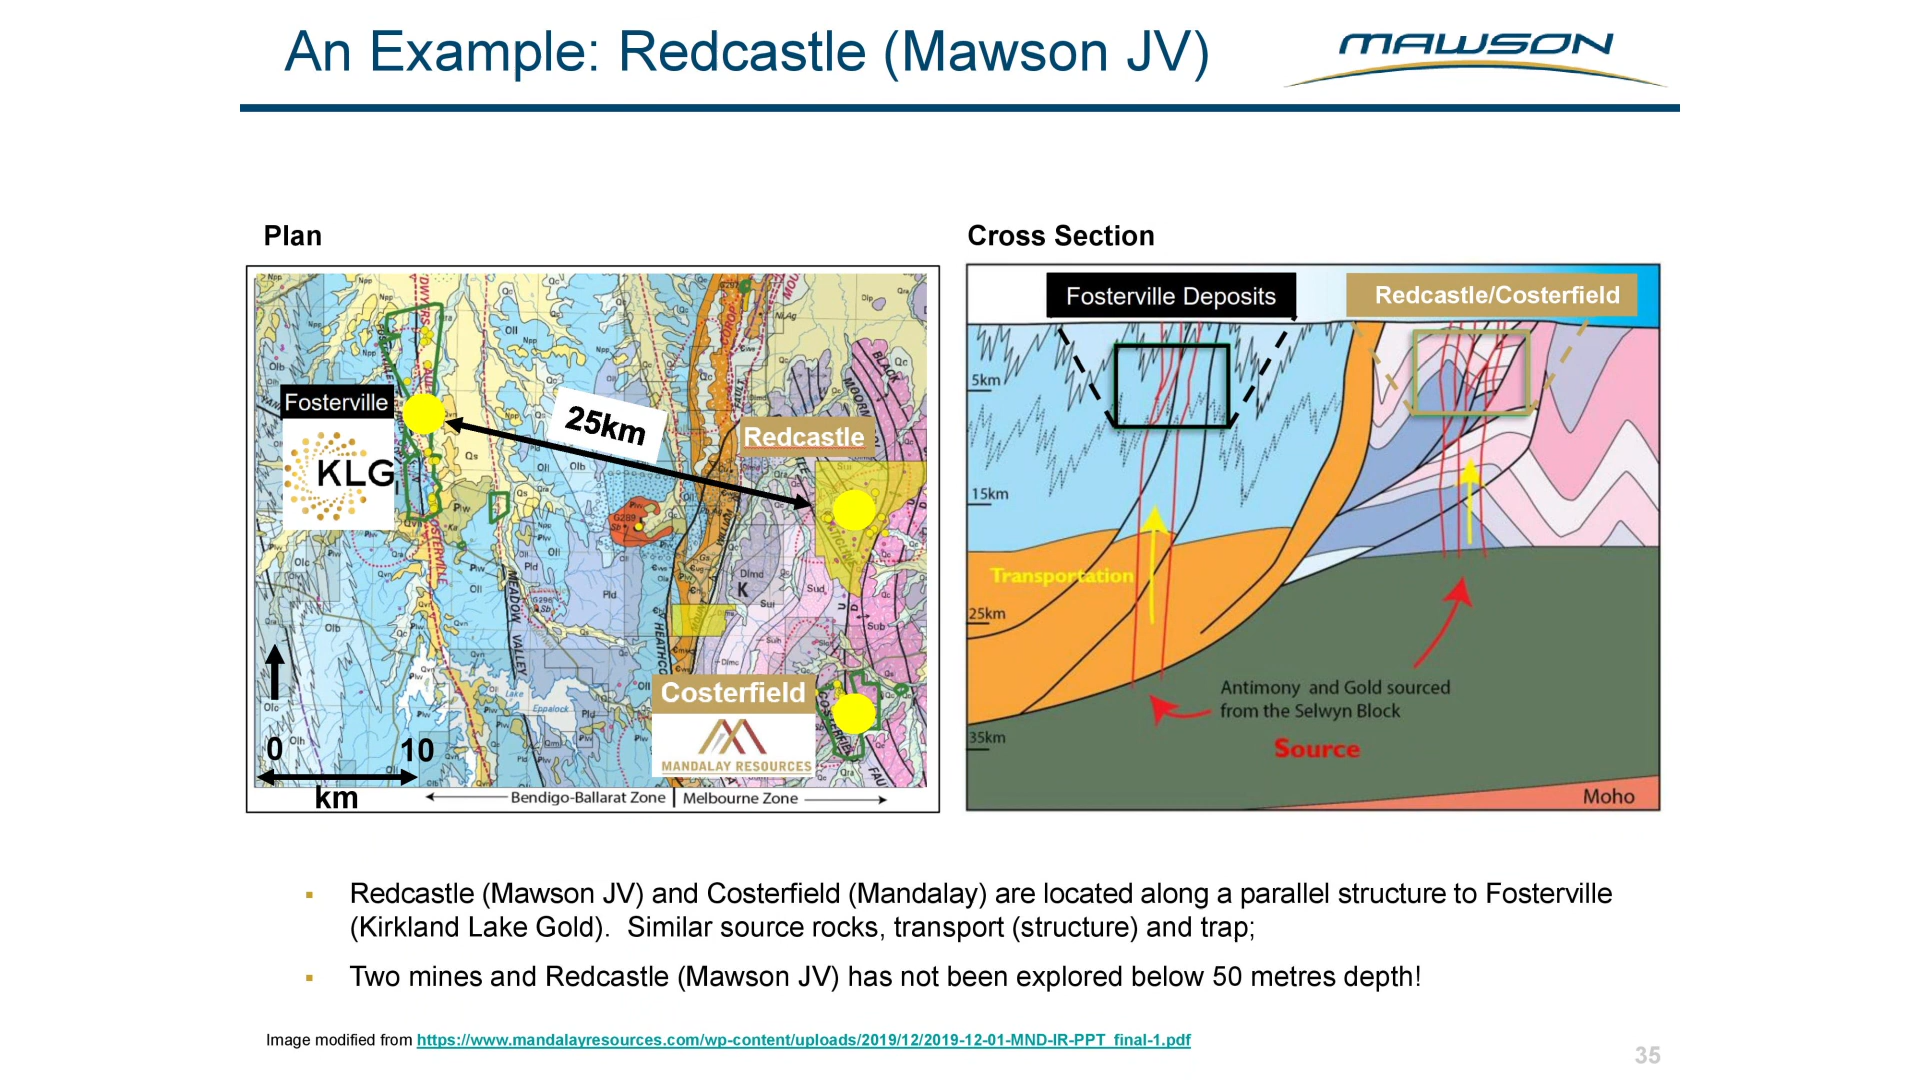 An Example: Redcastle (Mawson JV)
MAWSON
Plan
Cross Section
Fosterville
KLG
25km
Redcastle
Costerfield
MANDALAY RESOURCES
MEADOW VALLEY
Lake
Eppalock
0
10
km
Bendigo-Ballarat Zone
Melbourne Zone
Fosterville Deposits
Redcastle/Costerfield
5km
15km
Transportation
25km
Antimony and Gold sourced
from the Selwyn Block
35km
Source
Moho
▪ Redcastle (Mawson JV) and Costerfield (Mandalay) are located along a parallel structure to Fosterville
(Kirkland Lake Gold). Similar source rocks, transport (structure) and trap;
▪ Two mines and Redcastle (Mawson JV) has not been explored below 50 metres depth!
Image modified from https://www.mandalayresources.com/wp-content/uploads/2019/12/2019-12-01-MND-IR-PPT_final-1.pdf
35